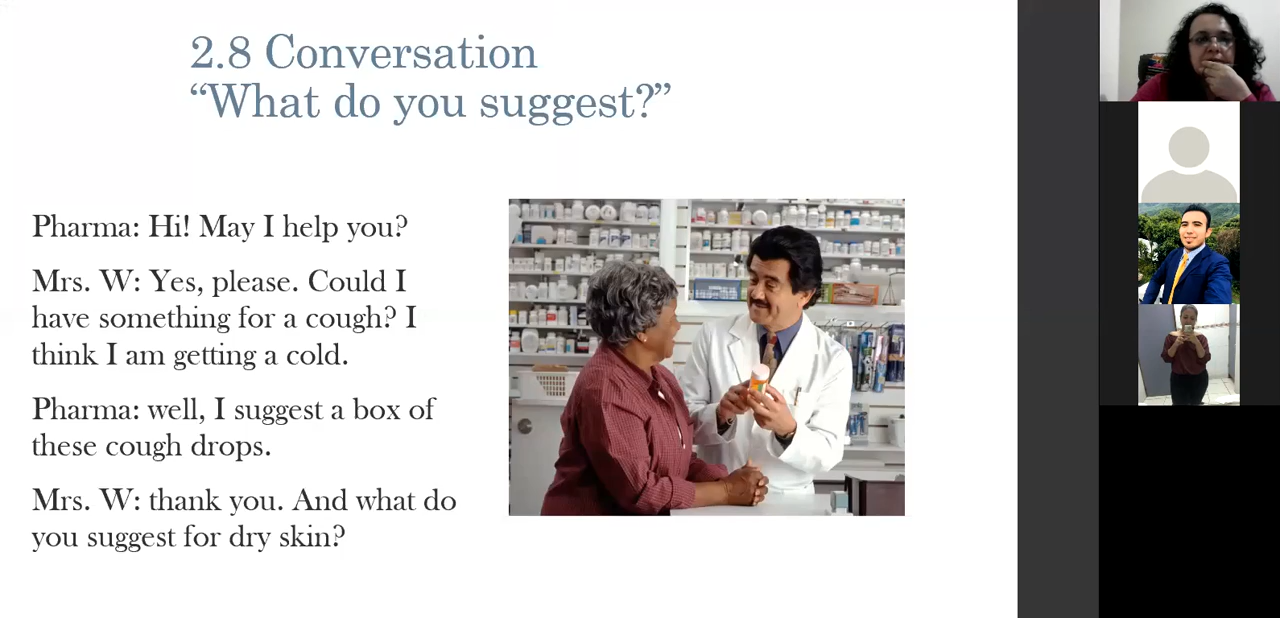 2.8 Conversation
“What do you suggest?”
Pharma: Hi! May I help you?
Mrs. W: Yes, please. Could I
have something for a cough? I
think I am getting a cold.
Pharma: well, I suggest a box of
these cough drops.
Mrs. W: thank you. And what do
you suggest for dry skin?